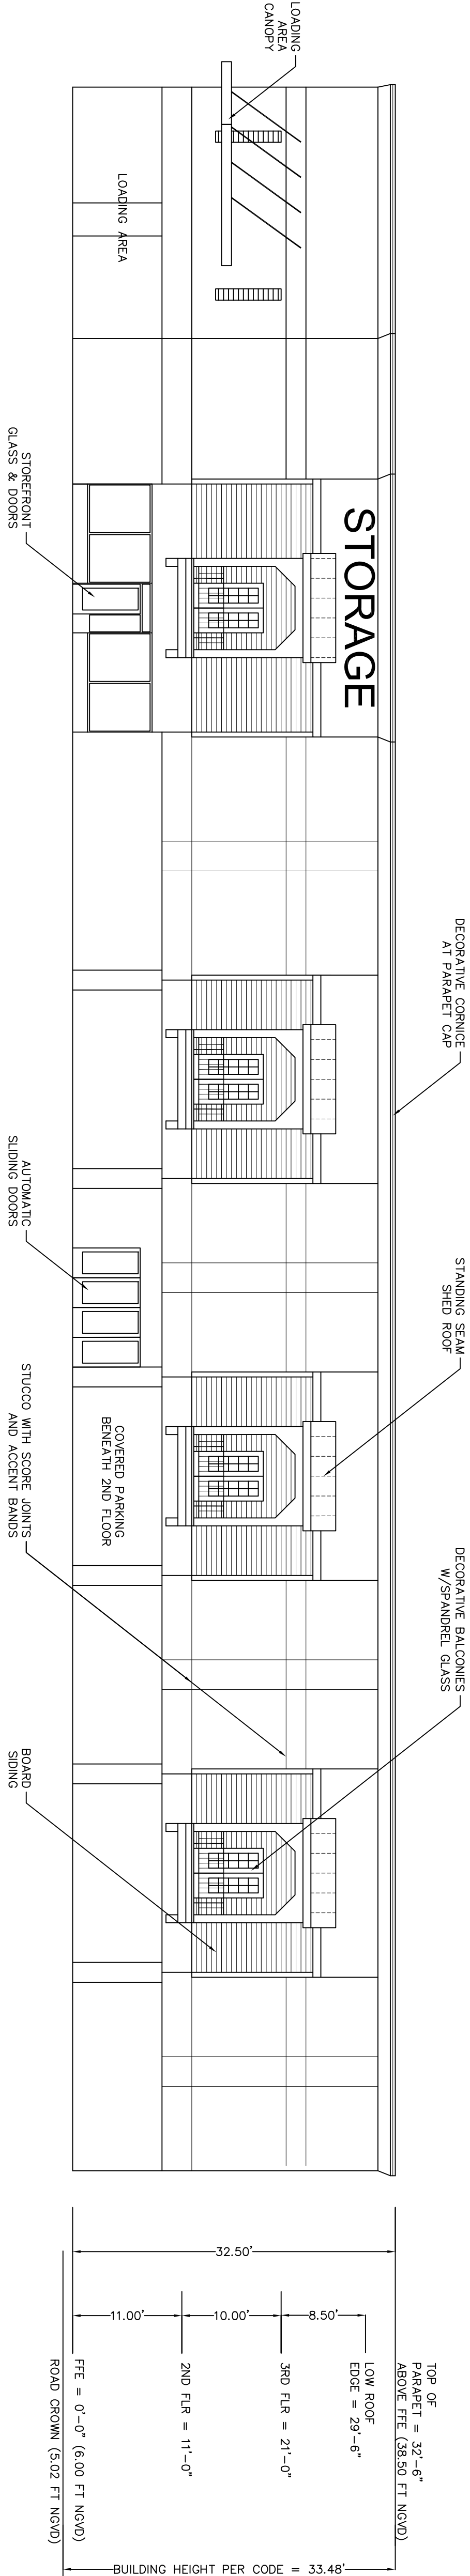 LOADING
AREA
CANOPY
DECORATIVE CORNICE
AT PARAPET CAP
STANDING SEAM
SHED ROOF
DECORATIVE BALCONIES
W/SPANDREL GLASS
STORAGE
LOADING AREA
COVERED PARKING
BENEATH 2ND FLOOR
STOREFRONT
GLASS & DOORS
AUTOMATIC
SLIDING DOORS
STUCCO WITH SCORE JOINTS
AND ACCENT BANDS
BOARD
SIDING
32.50'
11.00'
10.00'
8.50'
TOP OF
PARAPET = 32'-6"
ABOVE FFE (38.50 FT NGVD)
LOW ROOF
EDGE = 29'-6"
3RD FLR = 21'-0"
2ND FLR = 11'-0"
FFE = 0'-0" (6.00 FT NGVD)
ROAD CROWN (5.02 FT NGVD)
BUILDING HEIGHT PER CODE = 33.48'